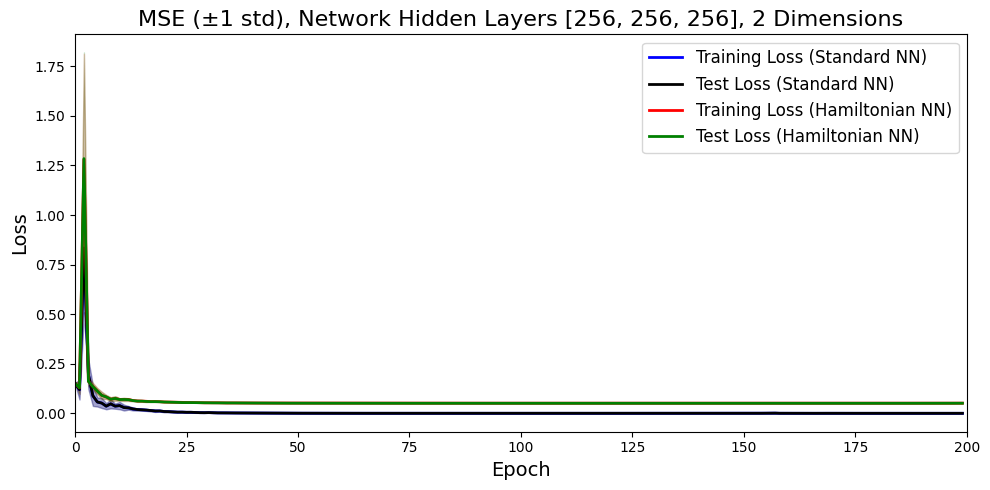 MSE (±1 std), Network Hidden Layers [256, 256, 256], 2 Dimensions
Training Loss (Standard NN)
Test Loss (Standard NN)
Training Loss (Hamiltonian NN)
Test Loss (Hamiltonian NN)
Loss
1.75
1.50
1.25
1.00
0.75
0.50
0.25
0.00
0 25 50 75 100 125 150 175 200
Epoch